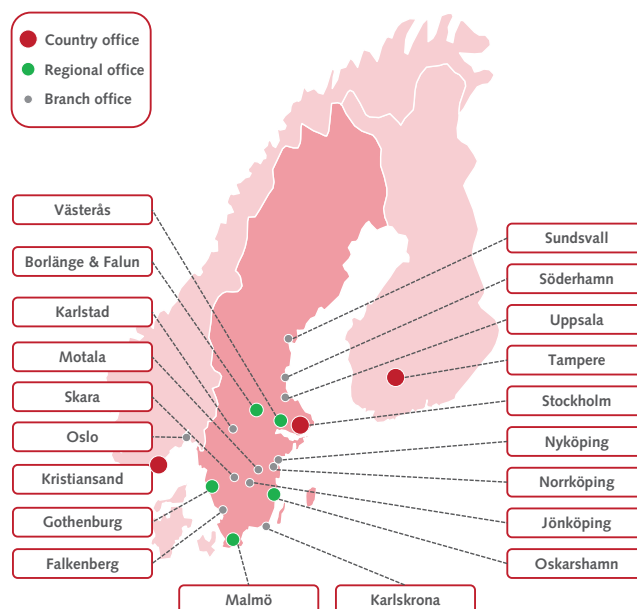 Country office
Regional office
Branch office
Västerås
Borlänge & Falun
Karlstad
Motala
Skara
Oslo
Kristiansand
Gothenburg
Falkenberg
Malmö
Karlskrona
Sundsvall
Söderhamn
Uppsala
Tampere
Stockholm
Nyköping
Norrköping
Jönköping
Oskarshamn